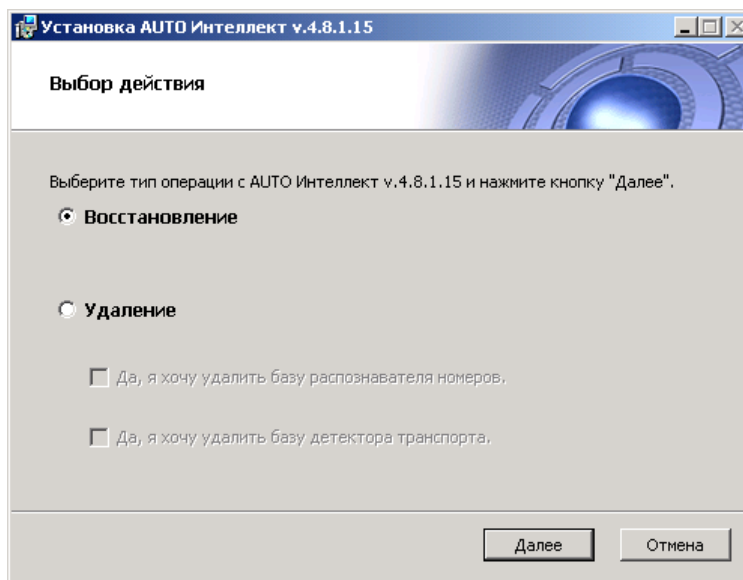 Установка AUTO Интеллект v.4.8.1.15
Выбор действия
Выберите тип операции с AUTO Интеллект v.4.8.1.15 и нажмите кнопку "Далее".
Восстановление
Удаление
Да, я хочу удалить базу распознавателя номеров.
Да, я хочу удалить базу детектора транспорта.
Далее Отмена